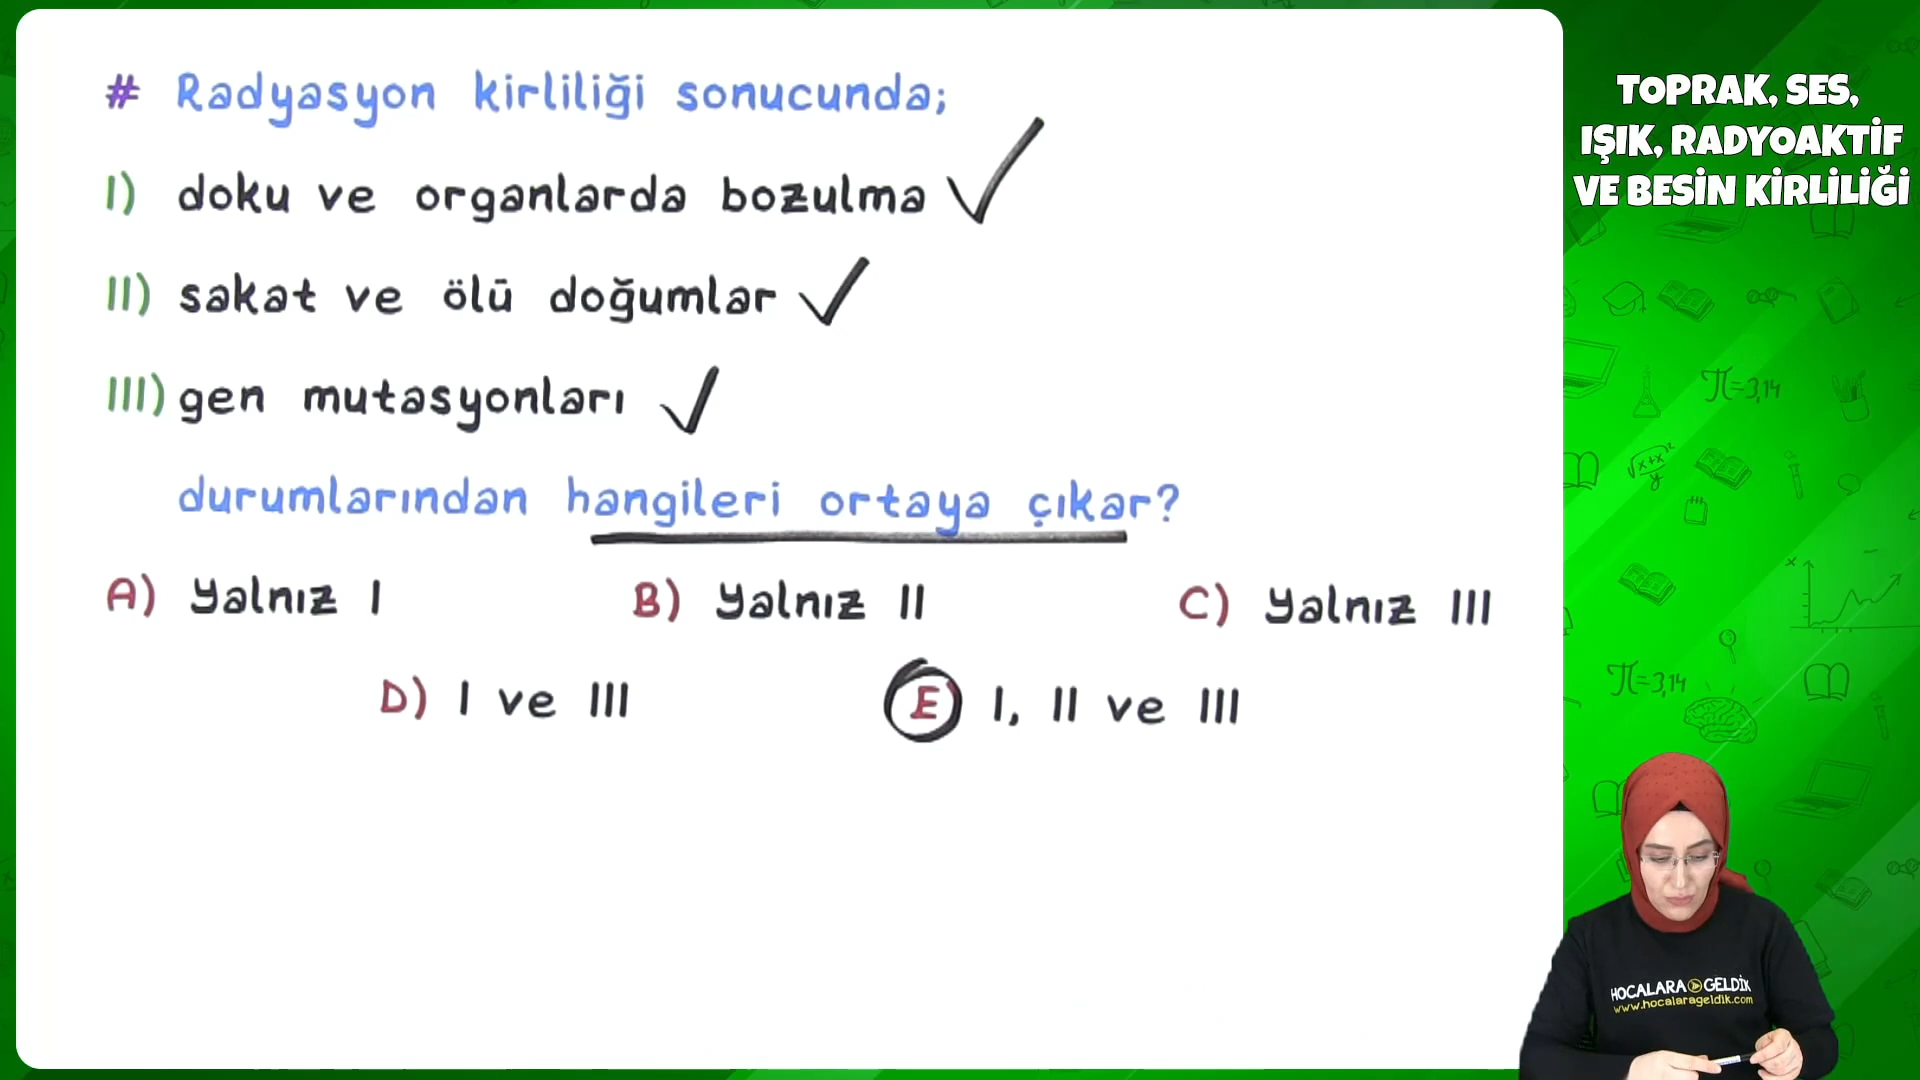 # Radyasyon kirliliği sonucunda;
I) doku ve organlarda bozulma
II) sakat ve ölü doğumlar
III) gen mutasyonları
durumlarından hangileri ortaya çıkar?
A) Yalnız I
B) Yalnız II
C) Yalnız III
D) I ve III
E) I, II ve III
TOPRAK, SES,
IŞIK, RADYOAKTİF
VE BESİN KİRLİLİĞİ
π=3,14
π=3,14
HOCALARA GELDİK
www.hocalarageldik.com